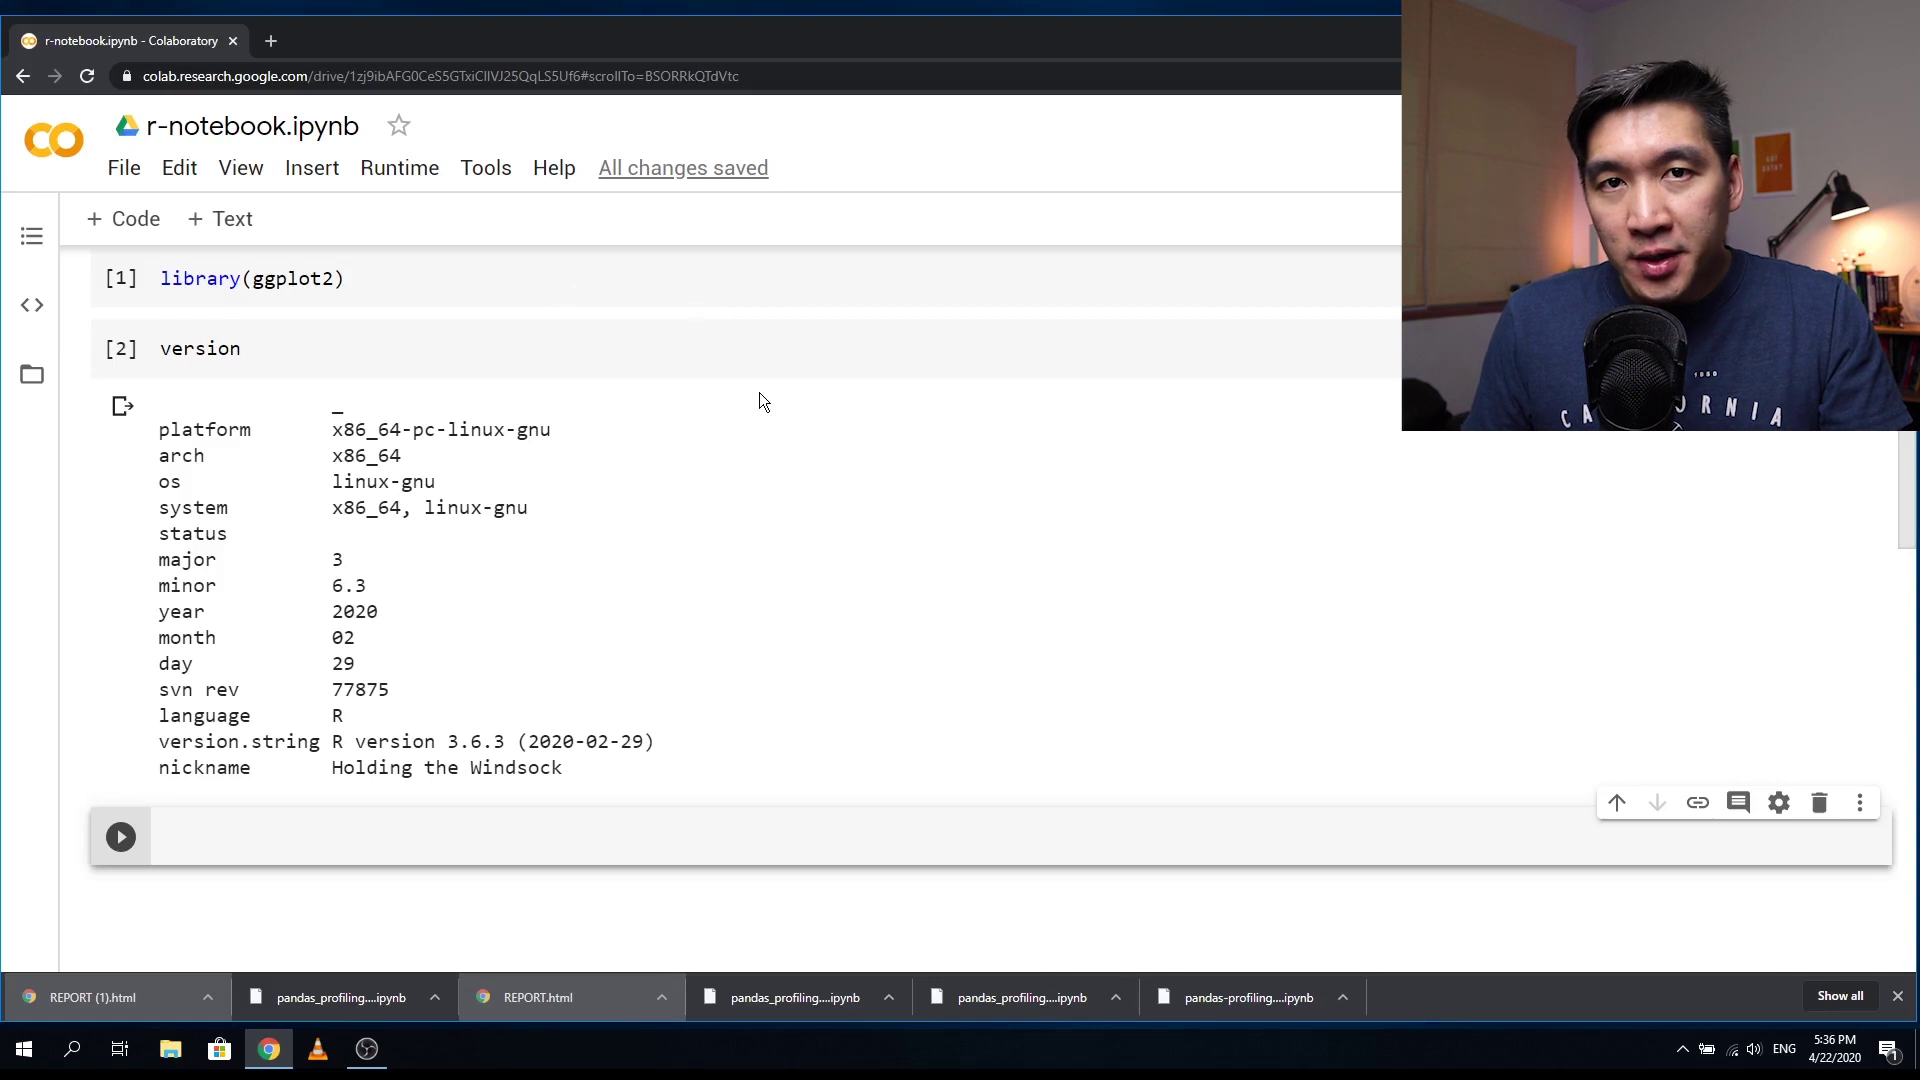 r-notebook.ipynb - Colaboratory
colab.research.google.com/drive/1zj9ibAFG0CeS5GTxiCllVJ25QqLS5Uf6#scrollTo=BSORRkQTdVtc
r-notebook.ipynb
File Edit View Insert Runtime Tools Help All changes saved
+ Code + Text
[1] library(ggplot2)
[2] version
_
platform x86_64-pc-linux-gnu
arch x86_64
os linux-gnu
system x86_64, linux-gnu
status
major 3
minor 6.3
year 2020
month 02
day 29
svn rev 77875
language R
version.string R version 3.6.3 (2020-02-29)
nickname Holding the Windsock
REPORT (1).html pandas_profiling....ipynb REPORT.html pandas_profiling....ipynb pandas_profiling....ipynb pandas-profiling....ipynb Show all
ENG
5:36 PM
4/22/2020
1